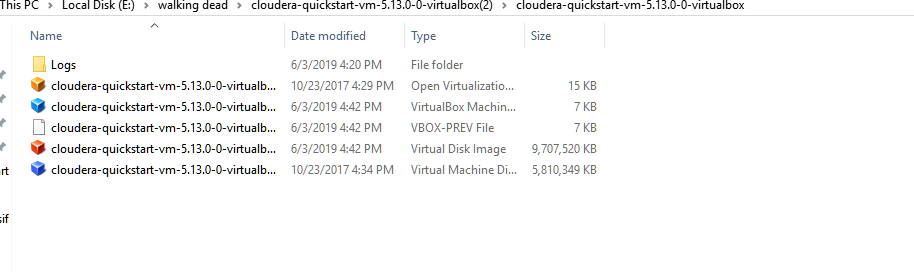 This PC > Local Disk (E:) > walking dead > cloudera-quickstart-vm-5.13.0-0-virtualbox(2) > cloudera-quickstart-vm-5.13.0-0-virtualbox
Name Date modified Type Size
Logs 6/3/2019 4:20 PM File folder
cloudera-quickstart-vm-5.13.0-0-virtualb... 10/23/2017 4:29 PM Open Virtualizatio... 15 KB
cloudera-quickstart-vm-5.13.0-0-virtualb... 6/3/2019 4:42 PM VirtualBox Machin... 7 KB
cloudera-quickstart-vm-5.13.0-0-virtualb... 6/3/2019 4:42 PM VBOX-PREV File 7 KB
cloudera-quickstart-vm-5.13.0-0-virtualb... 6/3/2019 4:42 PM Virtual Disk Image 9,707,520 KB
cloudera-quickstart-vm-5.13.0-0-virtualb... 10/23/2017 4:34 PM Virtual Machine Di... 5,810,349 KB
rt
sif